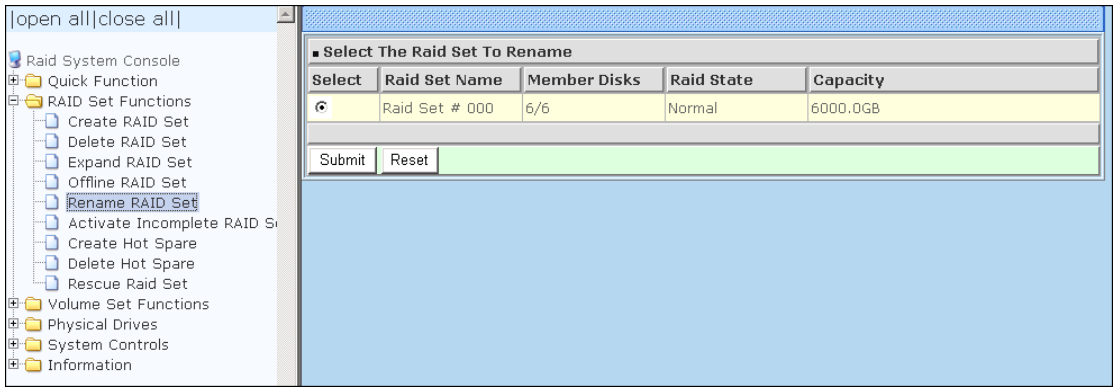 |open all|close all|
Raid System Console
Quick Function
RAID Set Functions
Create RAID Set
Delete RAID Set
Expand RAID Set
Offline RAID Set
Rename RAID Set
Activate Incomplete RAID
Create Hot Spare
Delete Hot Spare
Rescue Raid Set
Volume Set Functions
Physical Drives
System Controls
Information
Select The Raid Set To Rename
Select Raid Set Name Member Disks Raid State Capacity
Raid Set # 000 6/6 Normal 6000.0GB
Submit Reset